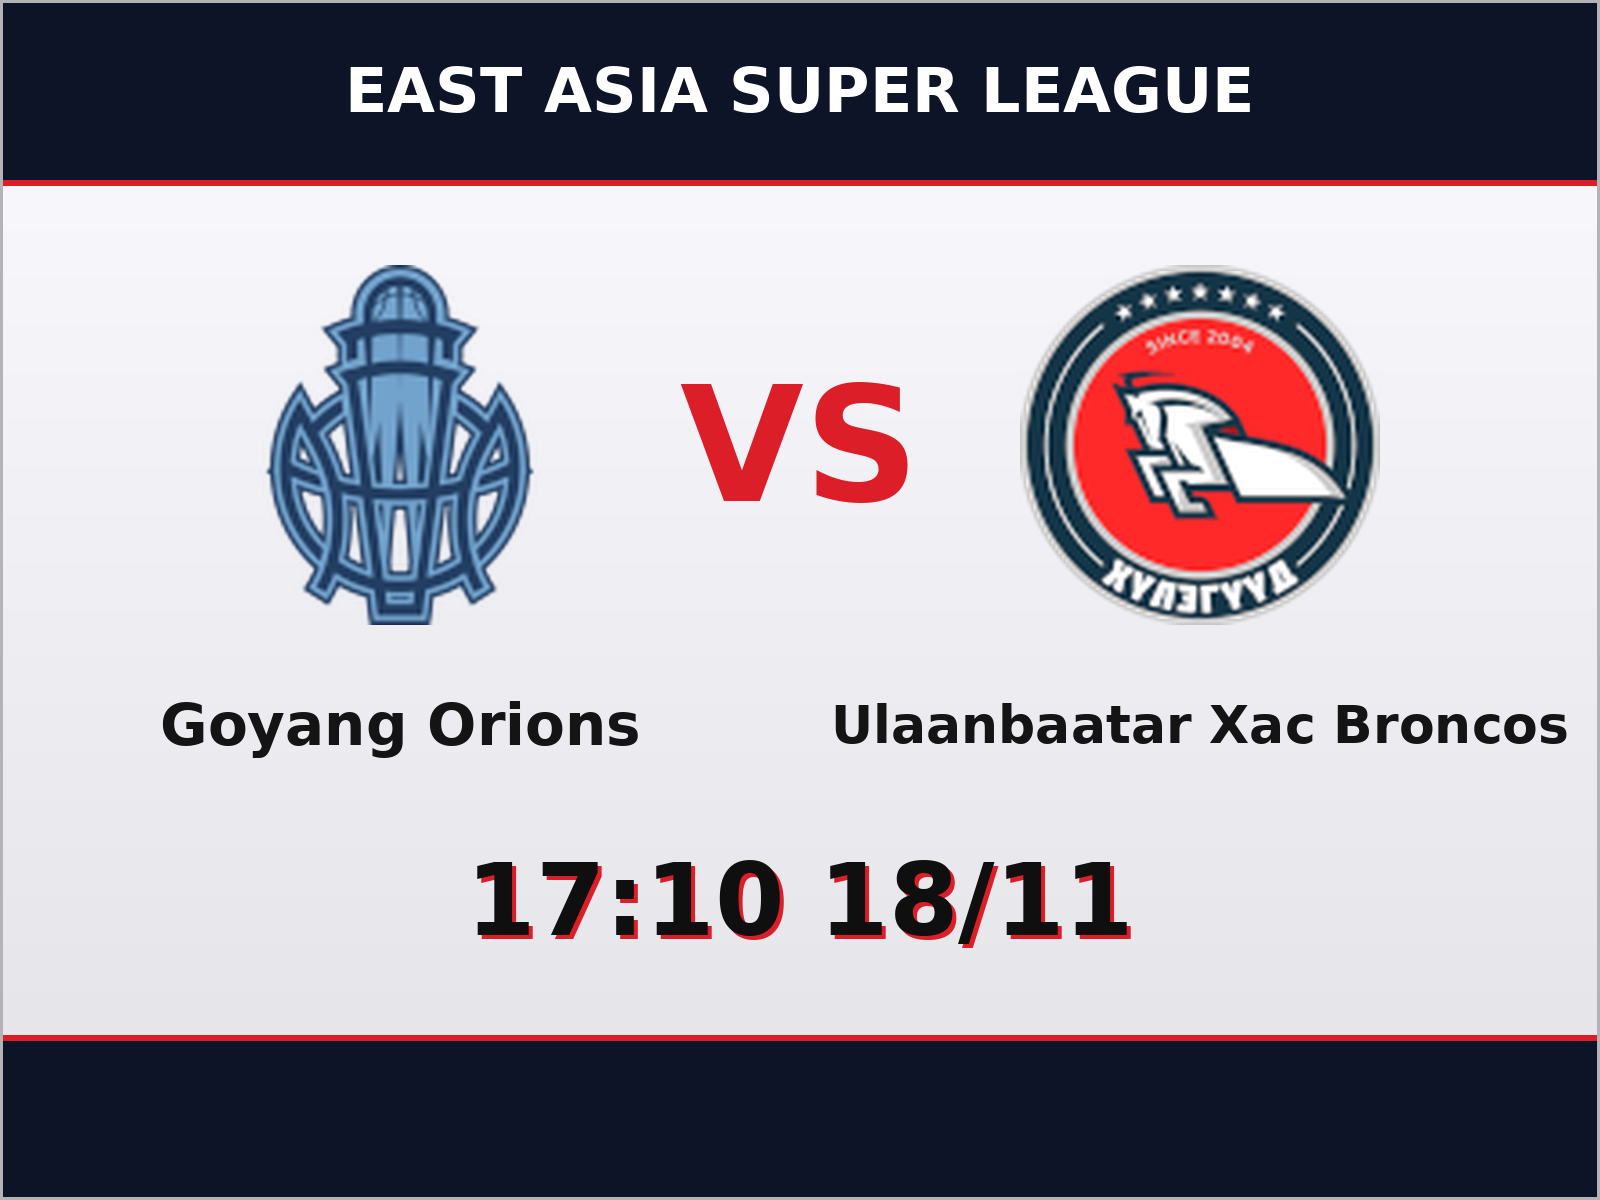 EAST ASIA SUPER LEAGUE
SINCE 2004
VS
ХҮЛЭГҮҮД
Goyang Orions
Ulaanbaatar Xac Broncos
17:10 18/11